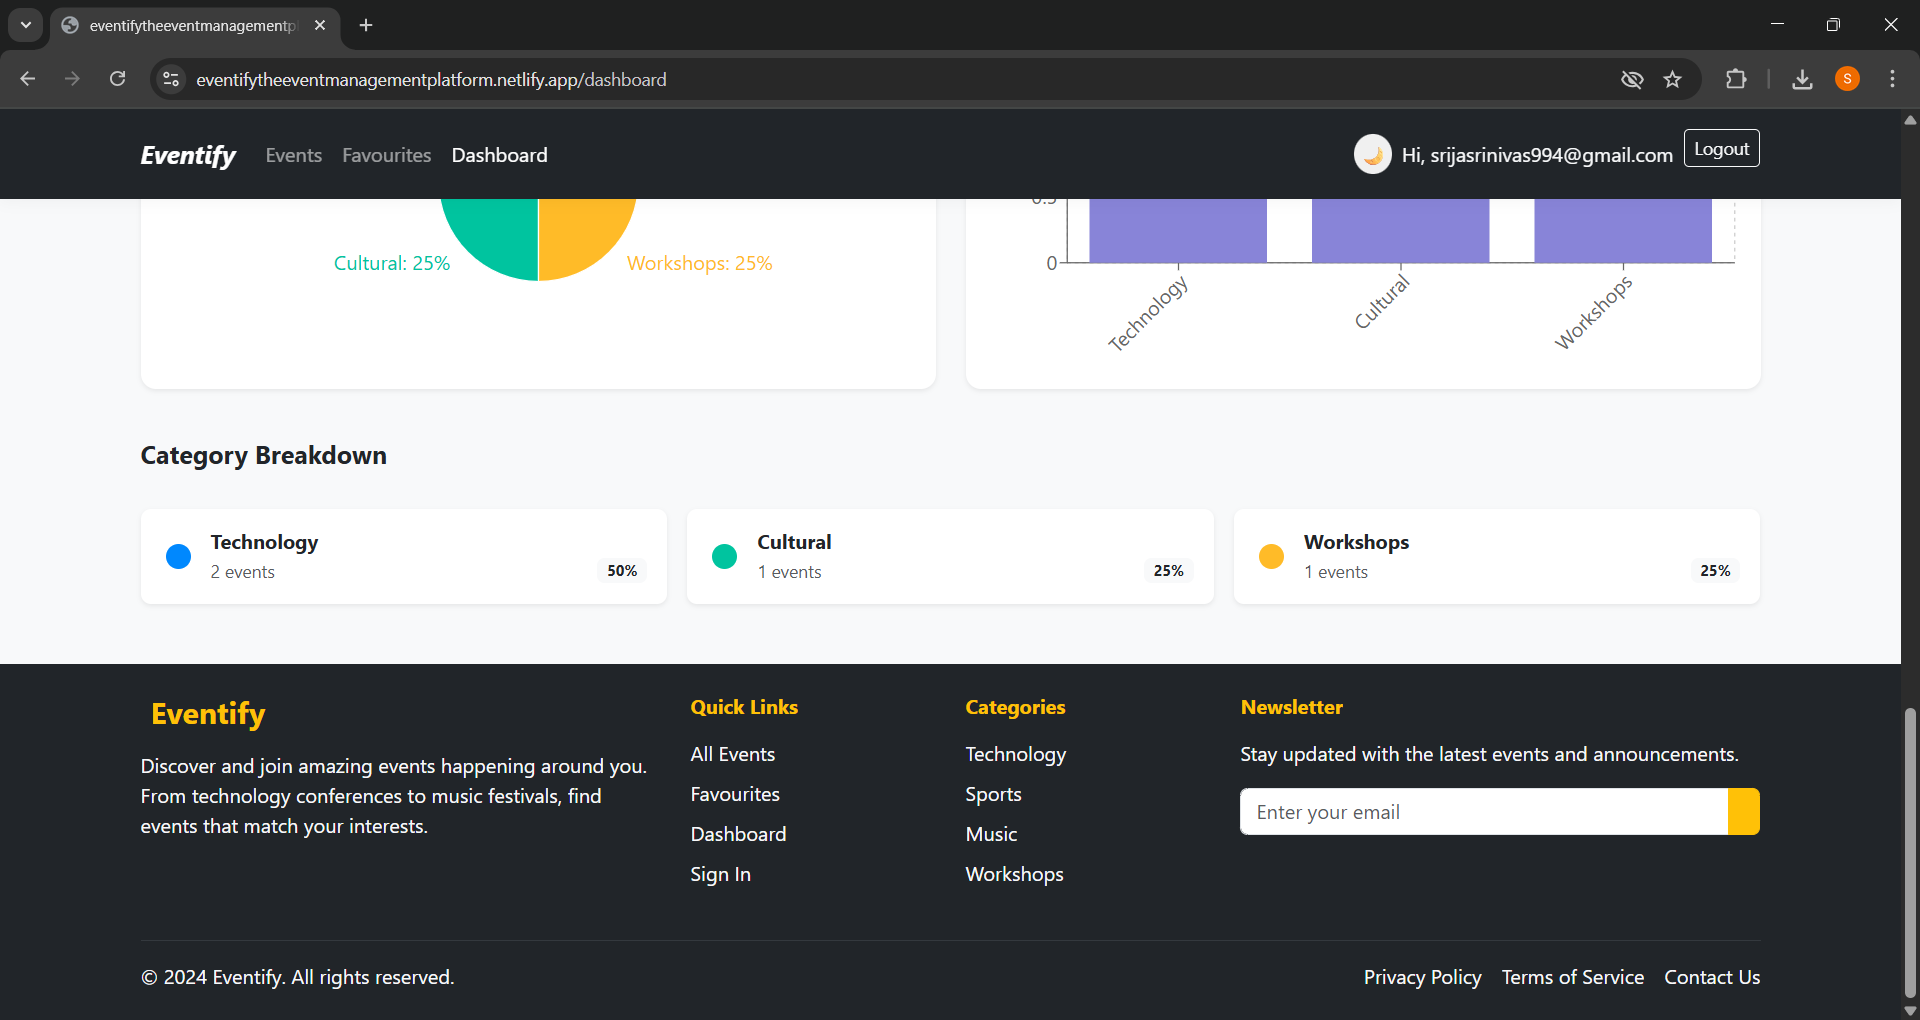 eventifytheeventmanagementp
eventifytheeventmanagementplatform.netlify.app/dashboard
S
Eventify
Events
Favourites
Dashboard
Hi, srijasrinivas994@gmail.com
Logout
Cultural: 25%
Workshops: 25%
0.5
0
Technology
Cultural
Workshops
Category Breakdown
Technology
2 events
50%
Cultural
1 events
25%
Workshops
1 events
25%
Eventify
Discover and join amazing events happening around you.
From technology conferences to music festivals, find
events that match your interests.
Quick Links
All Events
Favourites
Dashboard
Sign In
Categories
Technology
Sports
Music
Workshops
Newsletter
Stay updated with the latest events and announcements.
Enter your email
© 2024 Eventify. All rights reserved.
Privacy Policy
Terms of Service
Contact Us